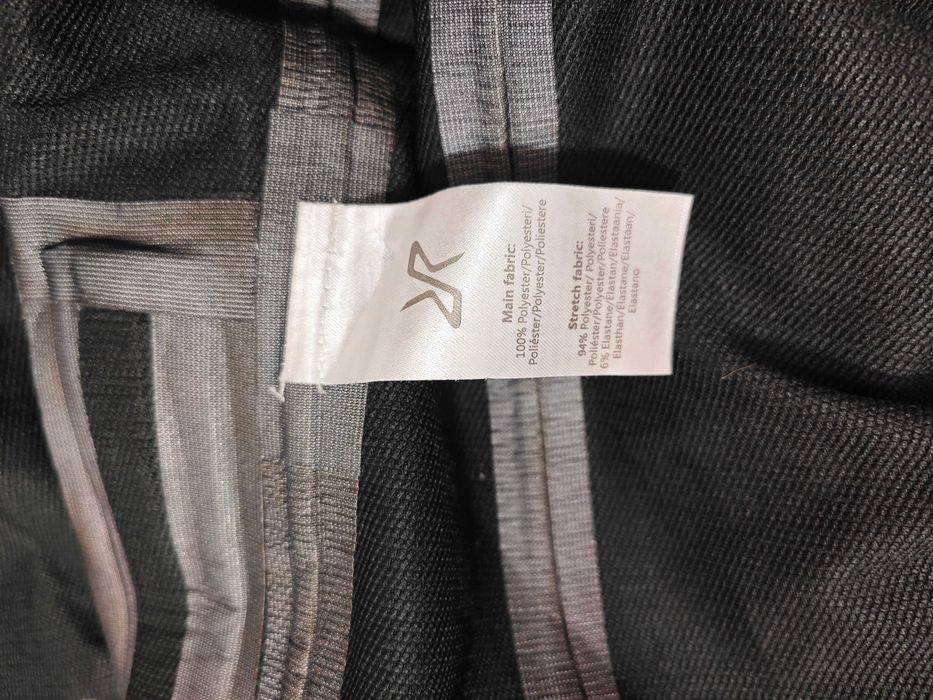 Main fabric:
100% Polyester/Polyesteri/
Poliéster/Polyester/Poliestere
Stretch fabric:
94% Polyester/ Polyesteri/
Poliéster/Polyester/Poliestere
6% Elastane/Elastan/Elastaania/
Elasthan/Elastane/Elastaan/
Elastano